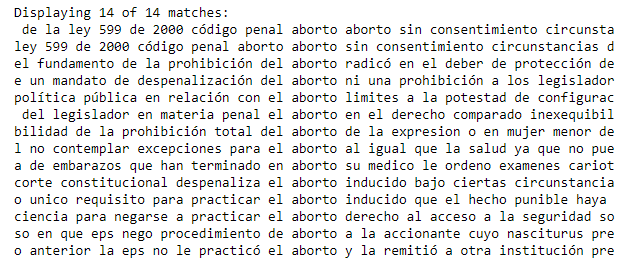 Displaying 14 of 14 matches:
de la ley 599 de 2000 código penal aborto aborto sin consentimiento circunsta
ley 599 de 2000 código penal aborto aborto sin consentimiento circunstancias d
el fundamento de la prohibición del aborto radicó en el deber de protección de
e un mandato de despenalización del aborto ni una prohibición a los legislador
política pública en relación con el aborto limites a la potestad de configurac
del legislador en materia penal el aborto en el derecho comparado inexequibil
bilidad de la prohibición total del aborto de la expresion o en mujer menor de
l no contemplar excepciones para el aborto al igual que la salud ya que no pue
a de embarazos que han terminado en aborto su medico le ordeno examenes cariot
corte constitucional despenaliza el aborto inducido bajo ciertas circunstancia
o unico requisito para practicar el aborto inducido que el hecho punible haya
ciencia para negarse a practicar el aborto derecho al acceso a la seguridad so
so en que eps nego procedimiento de aborto a la accionante cuyo nasciturus pre
o anterior la eps no le practicó el aborto y la remitió a otra institución pre